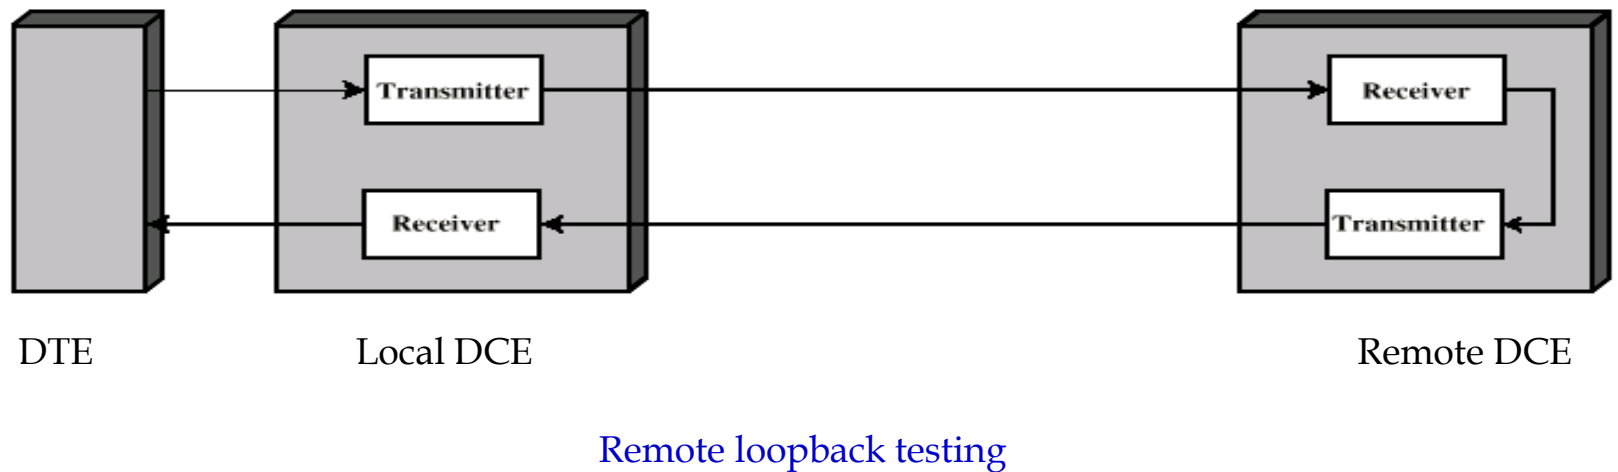 Transmitter
Receiver
Receiver
Transmitter
DTE
Local DCE
Remote DCE
Remote loopback testing